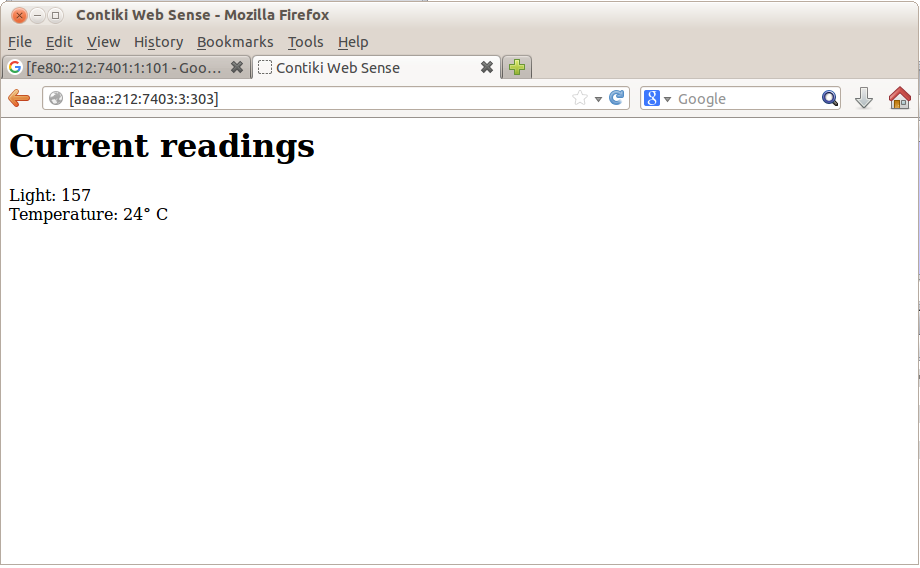 Contiki Web Sense - Mozilla Firefox
File Edit View History Bookmarks Tools Help
[fe80::212:7401:1:101 - Goo... Contiki Web Sense
[aaaa::212:7403:3:303] Google
Current readings
Light: 157
Temperature: 24° C